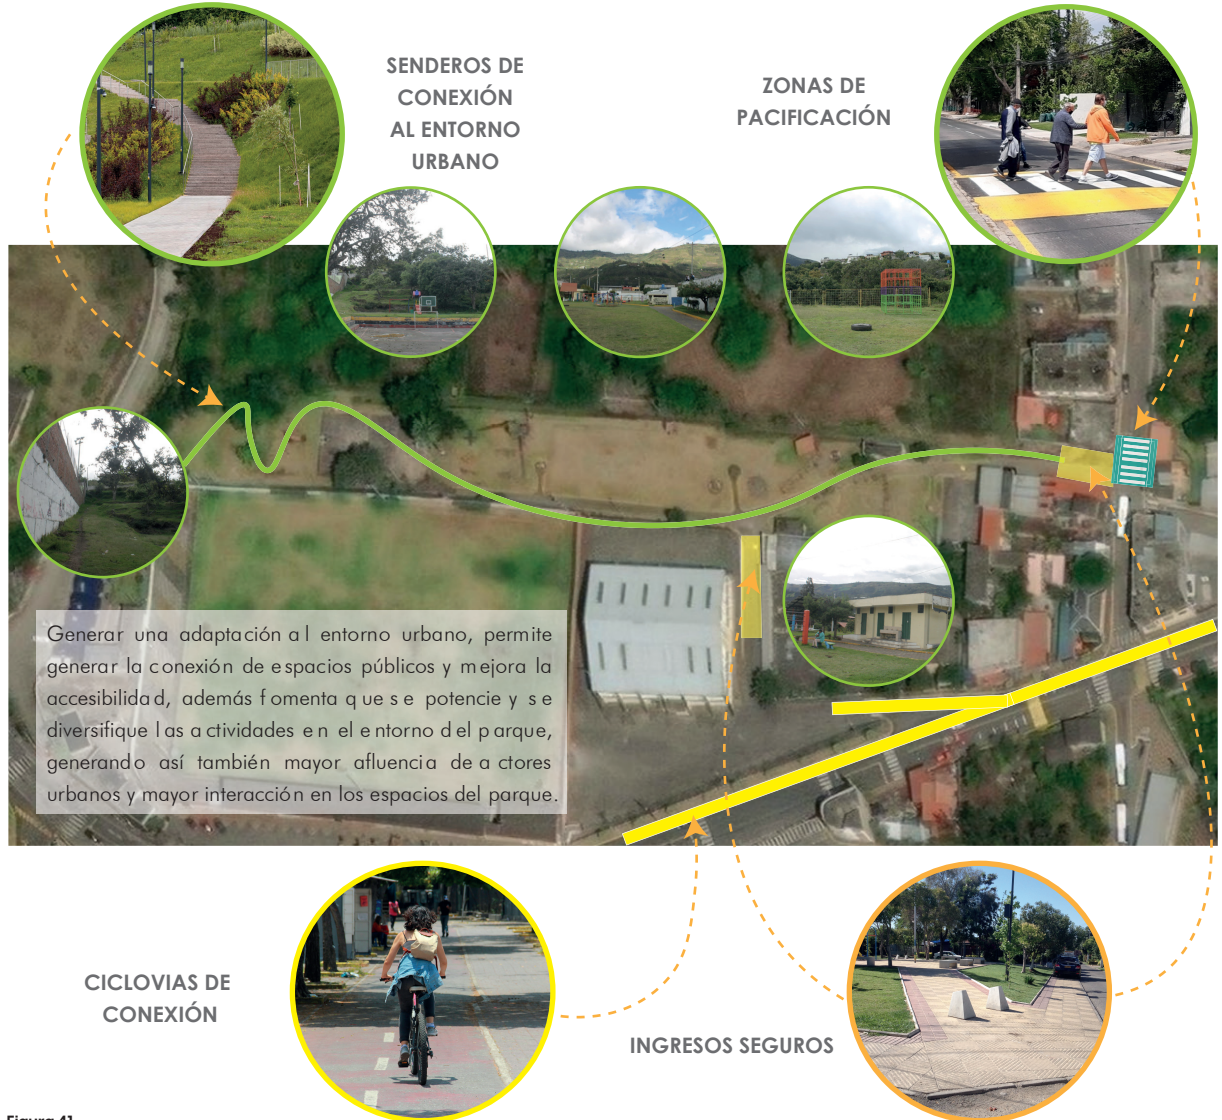 SENDEROS DE
CONEXIÓN
AL ENTORNO
URBANO
ZONAS DE
PACIFICACIÓN
Generar una adaptación al entorno urbano, permite
generar la conexión de espacios públicos y mejora la
accesibilidad, además fomenta que se potencie y se
diversifique las actividades en el entorno del parque,
generando así también mayor afluencia de actores
urbanos y mayor interacción en los espacios del parque.
CICLOVIAS DE
CONEXIÓN
INGRESOS SEGUROS
Figura 41